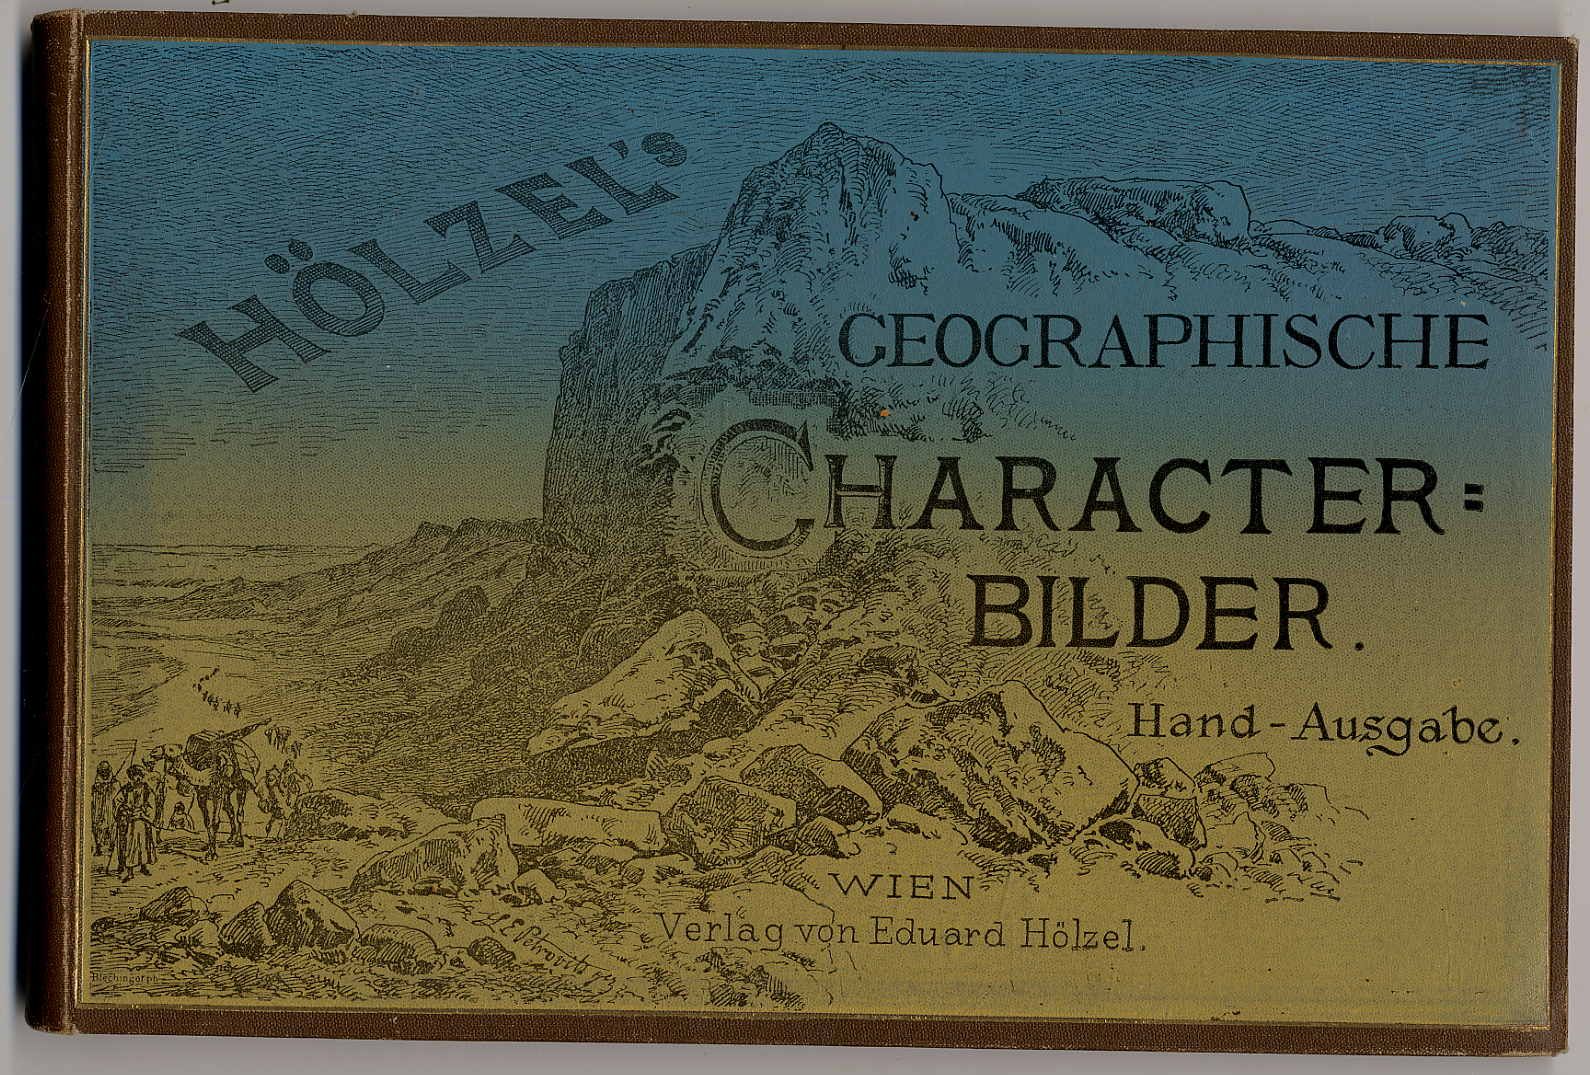 HÖLZEL's
GEOGRAPHISCHE
CHARACTER=
BILDER.
Hand-Ausgabe.
WIEN
Verlag von Eduard Hölzel.